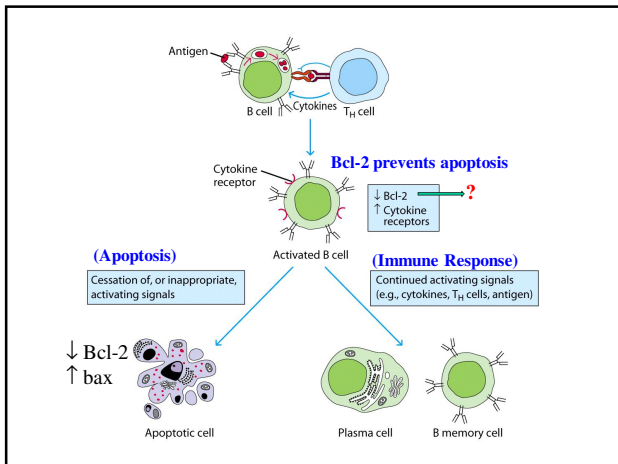 Antigen
B cell
Cytokines
TH cell
Bcl-2 prevents apoptosis
Cytokine
receptor
↓ Bcl-2
↑ Cytokine
receptors
?
Activated B cell
(Apoptosis)
Cessation of, or inappropriate,
activating signals
(Immune Response)
Continued activating signals
(e.g., cytokines, TH cells, antigen)
↓ Bcl-2
↑ bax
Apoptotic cell
Plasma cell
B memory cell